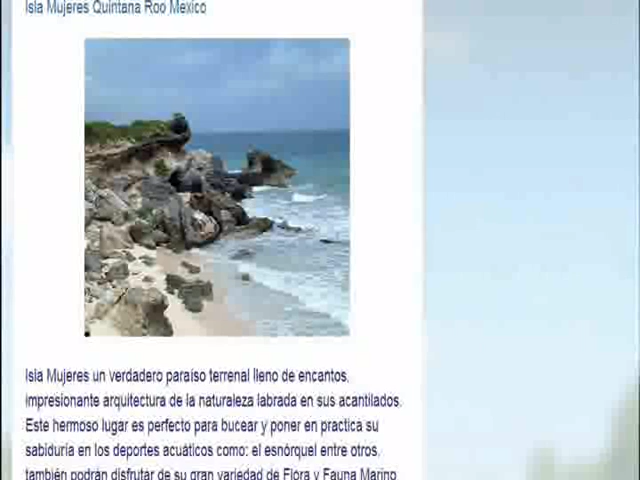 Isla Mujeres Quintana Roo Mexico
Isla Mujeres un verdadero paraíso terrenal lleno de encantos,
impresionante arquitectura de la naturaleza labrada en sus acantilados.
Este hermoso lugar es perfecto para bucear y poner en practica su
sabiduría en los deportes acuáticos como: el esnórquel entre otros,
también podrán disfrutar de su gran variedad de Flora y Fauna Marino